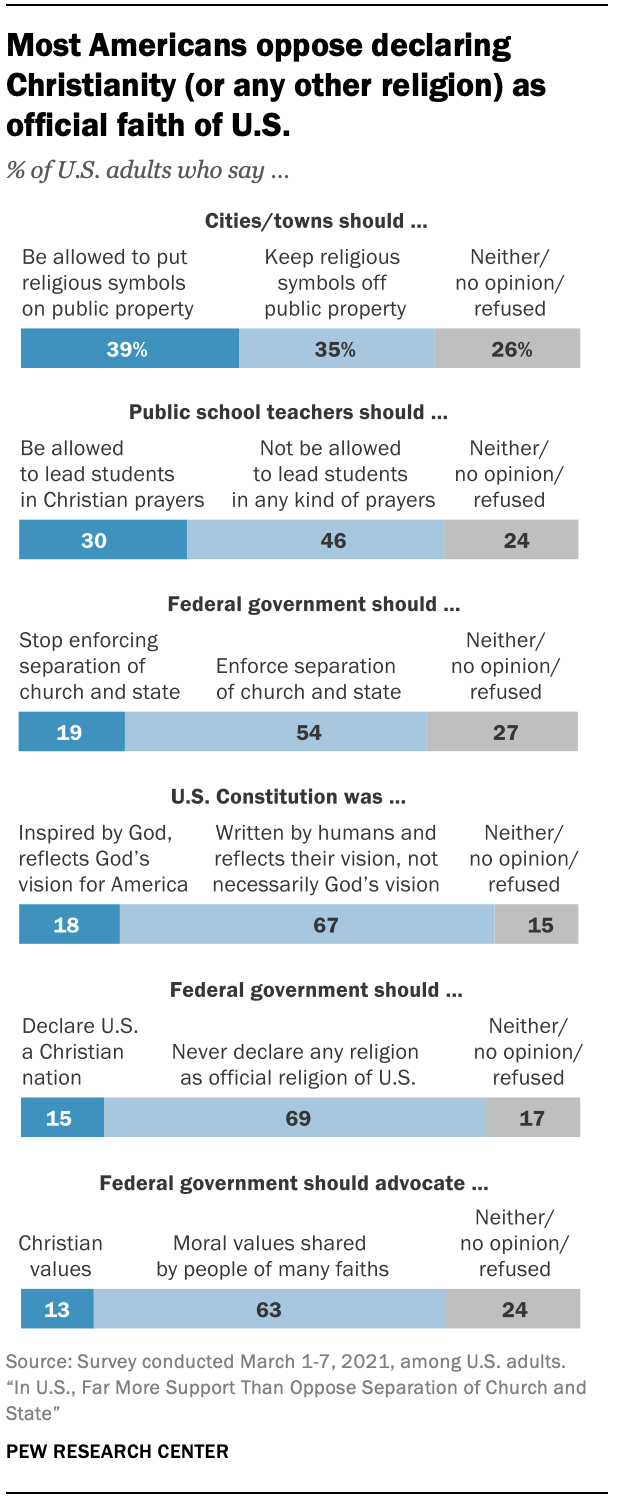 Most Americans oppose declaring
Christianity (or any other religion) as
official faith of U.S.
% of U.S. adults who say ...
Cities/towns should ...
Be allowed to put
religious symbols
on public property
Keep religious
symbols off
public property
Neither/
no opinion/
refused
39%
35%
26%
Public school teachers should ...
Be allowed
to lead students
in Christian prayers
Not be allowed
to lead students
in any kind of prayers
Neither/
no opinion/
refused
30
46
24
Federal government should ...
Stop enforcing
separation of
church and state
Enforce separation
of church and state
Neither/
no opinion/
refused
19
54
27
U.S. Constitution was ...
Inspired by God,
reflects God's
vision for America
Written by humans and
reflects their vision, not
necessarily God's vision
Neither/
no opinion/
refused
18
67
15
Federal government should ...
Declare U.S.
a Christian
nation
Never declare any religion
as official religion of U.S.
Neither/
no opinion/
refused
15
69
17
Federal government should advocate ...
Christian
values
Moral values shared
by people of many faiths
Neither/
no opinion/
refused
13
63
24
Source: Survey conducted March 1-7, 2021, among U.S. adults.
“In U.S., Far More Support Than Oppose Separation of Church and
State”
PEW RESEARCH CENTER